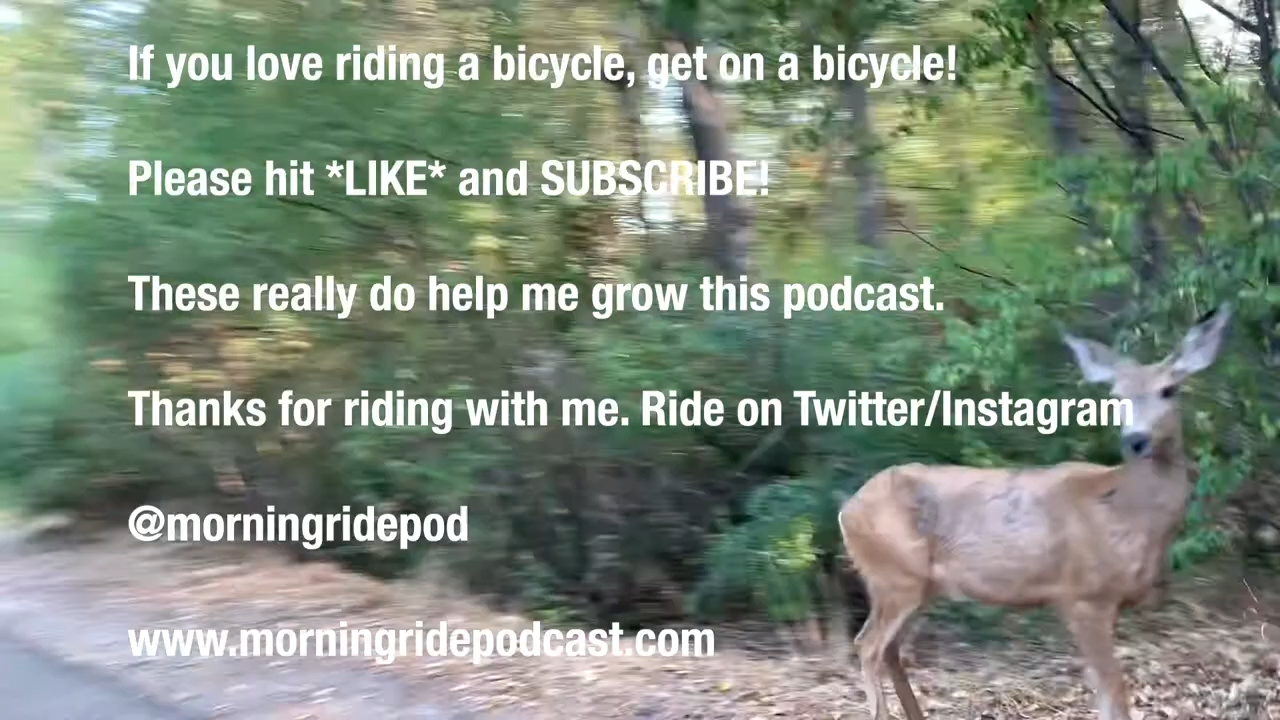 If you love riding a bicycle, get on a bicycle!
Please hit *LIKE* and SUBSCRIBE!
These really do help me grow this podcast.
Thanks for riding with me. Ride on Twitter/Instagram
@morningridepod
www.morningridepodcast.com